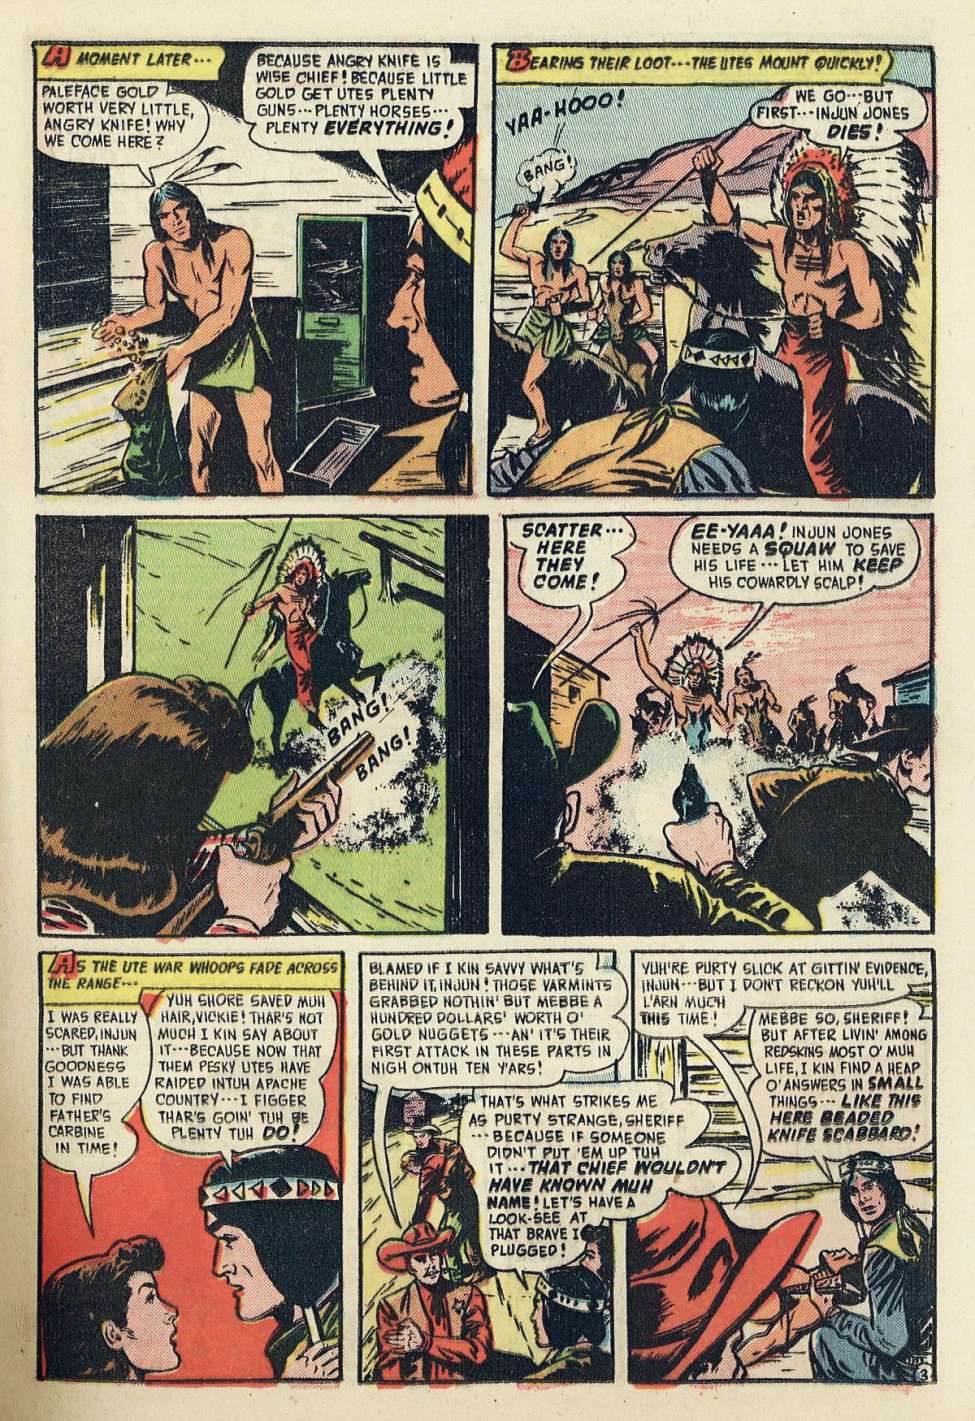 A MOMENT LATER---
PALEFACE GOLD
WORTH VERY LITTLE,
ANGRY KNIFE! WHY
WE COME HERE?
BECAUSE ANGRY KNIFE IS
WISE CHIEF! BECAUSE LITTLE
GOLD GET UTES PLENTY
GUNS---PLENTY HORSES---
PLENTY EVERYTHING!
BEARING THEIR LOOT---THE UTES MOUNT QUICKLY!
YAA-HOOO!
BANG!
WE GO---BUT
FIRST---INJUN JONES
DIES!
BANG!
BANG!
SCATTER---
HERE
THEY
COME!
EE-YAAA! INJUN JONES
NEEDS A SQUAW TO SAVE
HIS LIFE---LET HIM KEEP
HIS COWARDLY SCALP!
AS THE UTE WAR WHOOPS FADE ACROSS
THE RANGE---
I WAS REALLY
SCARED, INJUN
---BUT THANK
GOODNESS
I WAS ABLE
TO FIND
FATHER'S
CARBINE
IN TIME!
YUH SHORE SAVED MUH
HAIR, VICKIE! THAR'S NOT
MUCH I KIN SAY ABOUT
IT---BECAUSE NOW THAT
THEM PESKY UTES HAVE
RAIDED INTUH APACHE
COUNTRY---I FIGGER
THAR'S GOIN' TUH BE
PLENTY TUH DO!
BLAMED IF I KIN SAVVY WHAT'S
BEHIND IT, INJUN! THOSE VARMINTS
GRABBED NOTHIN' BUT MEBBE A
HUNDRED DOLLARS' WORTH O'
GOLD NUGGETS---AN' IT'S THEIR
FIRST ATTACK IN THESE PARTS IN
NIGH ONTUH TEN Y'ARS!
THAT'S WHAT STRIKES ME
AS PURTY STRANGE, SHERIFF
---BECAUSE IF SOMEONE
DIDN'T PUT 'EM UP TUH
IT---THAT CHIEF WOULDN'T
HAVE KNOWN MUH
NAME! LET'S HAVE A
LOOK-SEE AT
THAT BRAVE I
PLUGGED!
YUH'RE PURTY SLICK AT GITTIN' EVIDENCE,
INJUN---BUT I DON'T RECKON YUH'LL
L'ARN MUCH
THIS TIME!
MEBBE SO, SHERIFF!
BUT AFTER LIVIN' AMONG
REDSKINS MOST O' MUH
LIFE, I KIN FIND A HEAP
O' ANSWERS IN SMALL
THINGS---LIKE THIS
HERE BEADED
KNIFE SCABBARD!
3